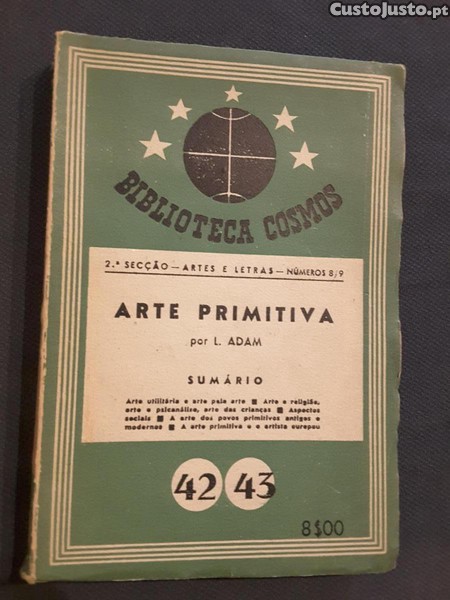 CustoJusto.pt
BIBLIOTECA COSMOS
2.ª SECÇÃO — ARTES E LETRAS — NÚMEROS 8/9
ARTE PRIMITIVA
por L. ADAM
SUMÁRIO
Arte utilitária e arte pela arte ■ Arte e religião,
arte e psicanálise, arte das crianças ■ Aspectos
sociais ■ A arte dos povos primitivos antigos e
modernos ■ A arte primitiva e o artista europeu
42 43
8$00